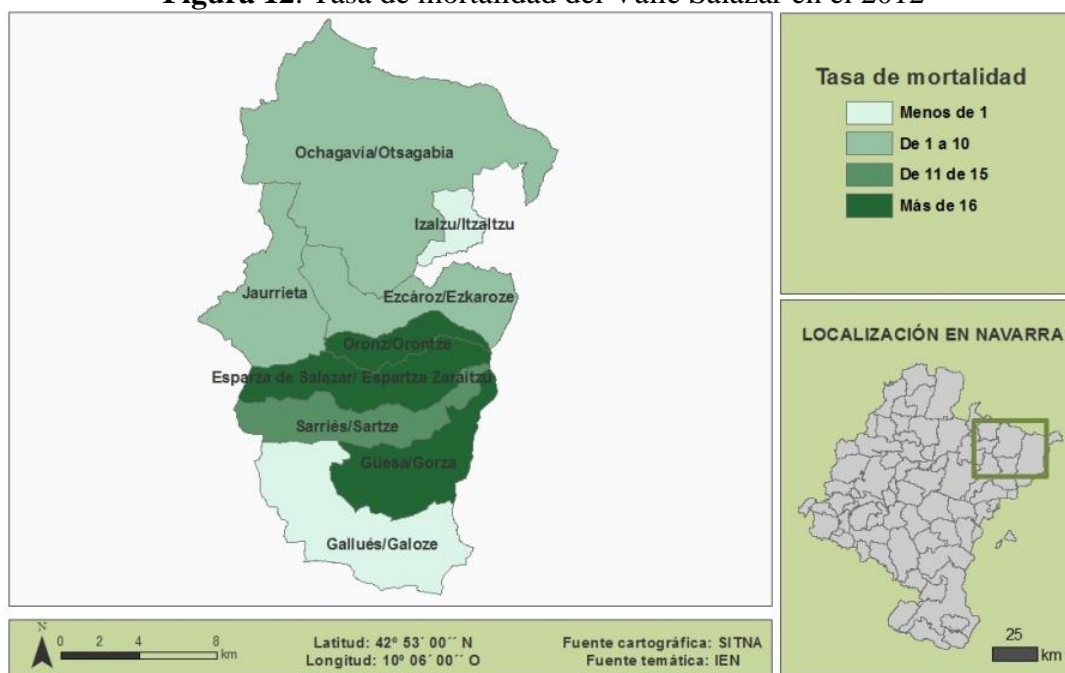 Figura 12. Tasa de mortalidad del Valle Salazar en el 2012
Ochagavia/Otsagabia
Izalzu/Itzaltzu
Jaurrieta
Ezcároz/Ezkaroze
Oronz/Orontze
Esparza de Salazar/ Espartza Zaraitzu
Sarriés/Sartze
Güesa/Gorza
Gallués/Galoze
Tasa de mortalidad
Menos de 1
De 1 a 10
De 11 de 15
Más de 16
LOCALIZACIÓN EN NAVARRA
25
km
N
0 2 4 8
km
Latitud: 42º 53´ 00´´ N
Longitud: 10º 06´ 00´´ O
Fuente cartográfica: SITNA
Fuente temática: IEN